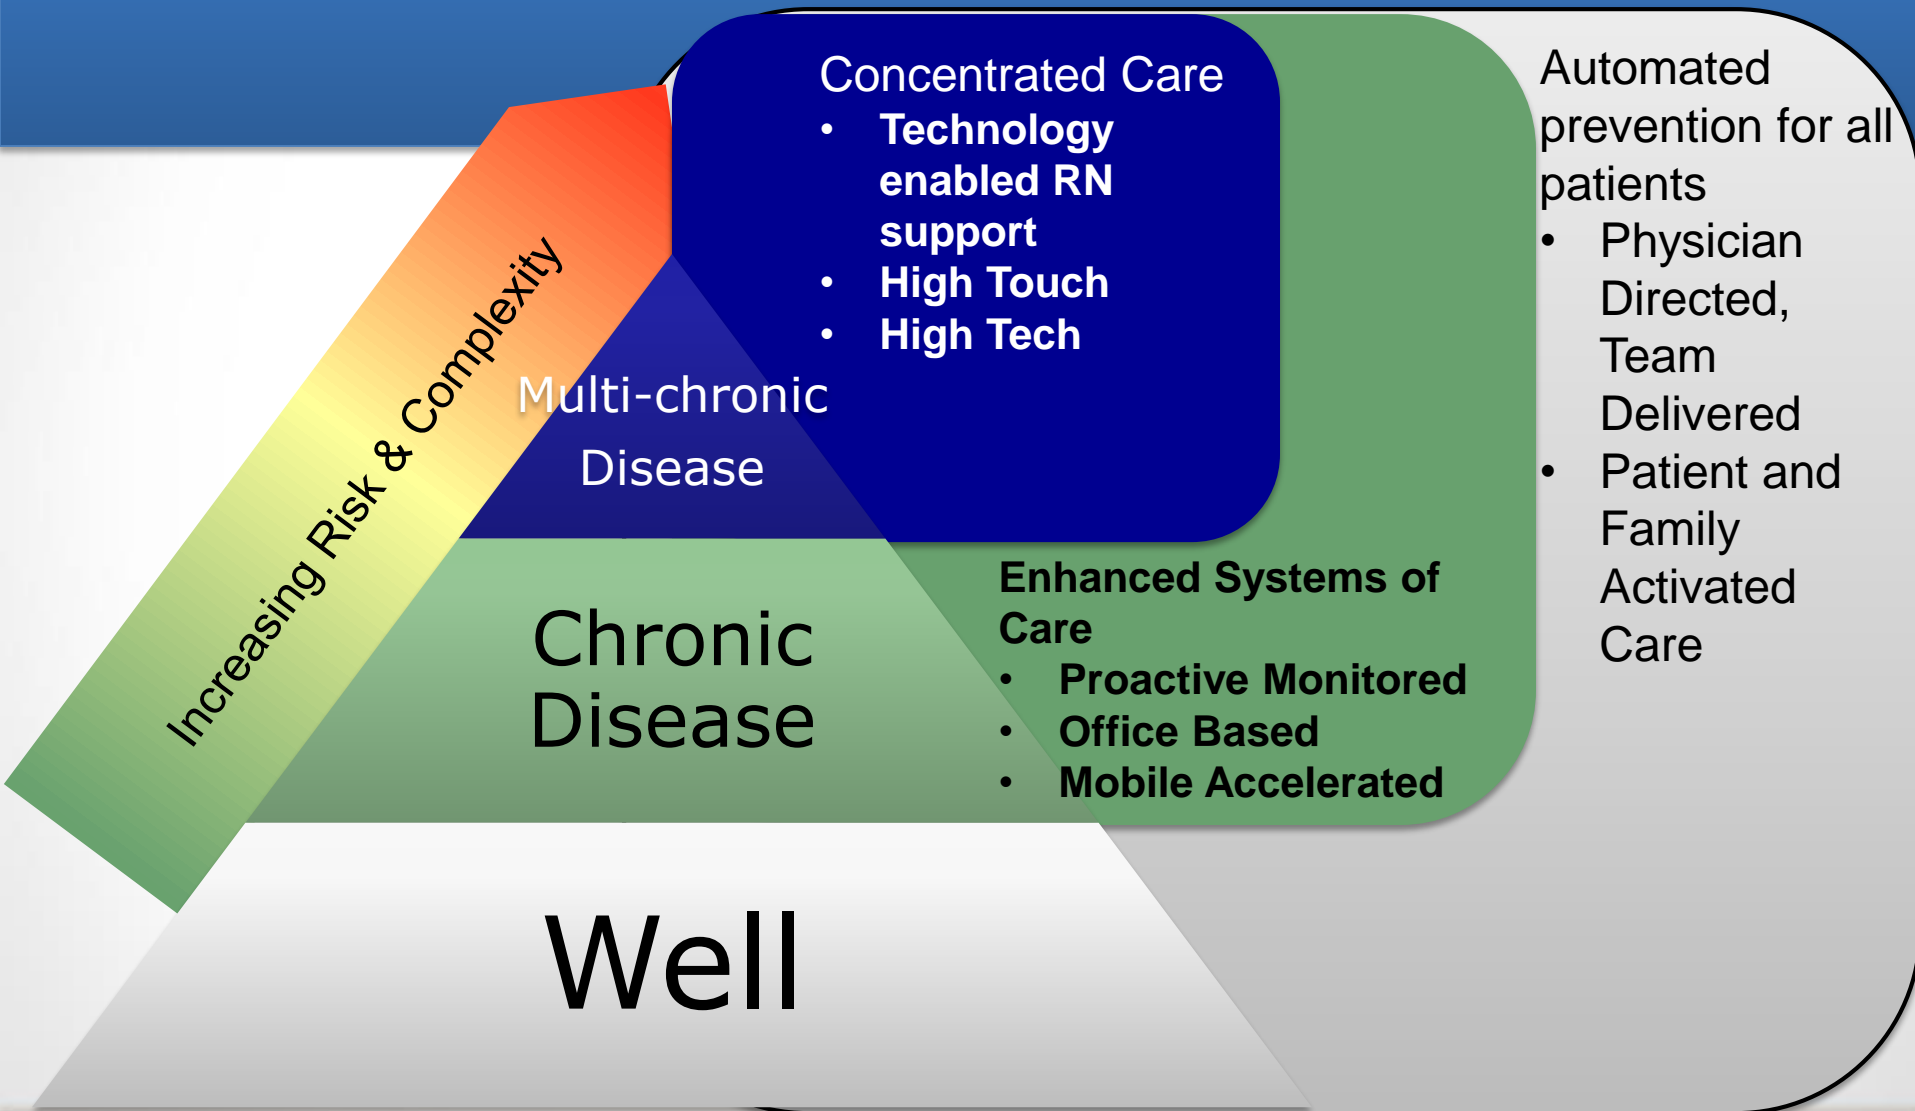 Concentrated Care
• Technology
enabled RN
support
• High Touch
• High Tech
Automated
prevention for all
patients
• Physician
Directed,
Team
Delivered
• Patient and
Family
Activated
Care
Increasing Risk & Complexity
Multi-chronic
Disease
Enhanced Systems of
Care
• Proactive Monitored
• Office Based
• Mobile Accelerated
Chronic
Disease
Well